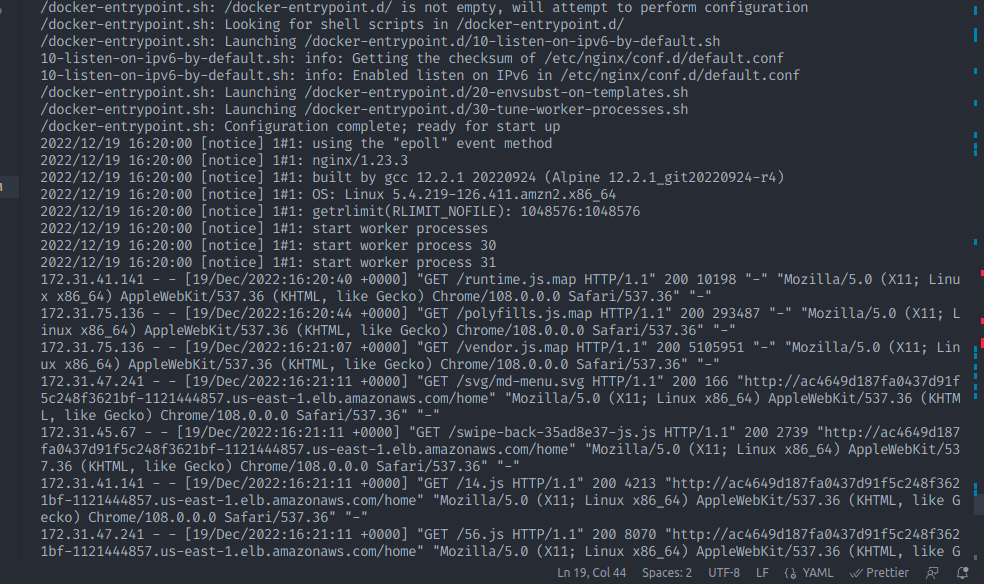 /docker-entrypoint.sh: /docker-entrypoint.d/ is not empty, will attempt to perform configuration
/docker-entrypoint.sh: Looking for shell scripts in /docker-entrypoint.d/
/docker-entrypoint.sh: Launching /docker-entrypoint.d/10-listen-on-ipv6-by-default.sh
10-listen-on-ipv6-by-default.sh: info: Getting the checksum of /etc/nginx/conf.d/default.conf
10-listen-on-ipv6-by-default.sh: info: Enabled listen on IPv6 in /etc/nginx/conf.d/default.conf
/docker-entrypoint.sh: Launching /docker-entrypoint.d/20-envsubst-on-templates.sh
/docker-entrypoint.sh: Launching /docker-entrypoint.d/30-tune-worker-processes.sh
/docker-entrypoint.sh: Configuration complete; ready for start up
2022/12/19 16:20:00 [notice] 1#1: using the "epoll" event method
2022/12/19 16:20:00 [notice] 1#1: nginx/1.23.3
2022/12/19 16:20:00 [notice] 1#1: built by gcc 12.2.1 20220924 (Alpine 12.2.1_git20220924-r4)
2022/12/19 16:20:00 [notice] 1#1: OS: Linux 5.4.219-126.411.amzn2.x86_64
2022/12/19 16:20:00 [notice] 1#1: getrlimit(RLIMIT_NOFILE): 1048576:1048576
2022/12/19 16:20:00 [notice] 1#1: start worker processes
2022/12/19 16:20:00 [notice] 1#1: start worker process 30
2022/12/19 16:20:00 [notice] 1#1: start worker process 31
172.31.41.141 - - [19/Dec/2022:16:20:40 +0000] "GET /runtime.js.map HTTP/1.1" 200 10198 "-" "Mozilla/5.0 (X11; Linu
x x86_64) AppleWebKit/537.36 (KHTML, like Gecko) Chrome/108.0.0.0 Safari/537.36" "-"
172.31.75.136 - - [19/Dec/2022:16:20:44 +0000] "GET /polyfills.js.map HTTP/1.1" 200 293487 "-" "Mozilla/5.0 (X11; L
inux x86_64) AppleWebKit/537.36 (KHTML, like Gecko) Chrome/108.0.0.0 Safari/537.36" "-"
172.31.75.136 - - [19/Dec/2022:16:21:07 +0000] "GET /vendor.js.map HTTP/1.1" 200 5105951 "-" "Mozilla/5.0 (X11; Lin
ux x86_64) AppleWebKit/537.36 (KHTML, like Gecko) Chrome/108.0.0.0 Safari/537.36" "-"
172.31.47.241 - - [19/Dec/2022:16:21:11 +0000] "GET /svg/md-menu.svg HTTP/1.1" 200 166 "http://ac4649d187fa0437d91f
5c248f3621bf-1121444857.us-east-1.elb.amazonaws.com/home" "Mozilla/5.0 (X11; Linux x86_64) AppleWebKit/537.36 (KHTM
L, like Gecko) Chrome/108.0.0.0 Safari/537.36" "-"
172.31.45.67 - - [19/Dec/2022:16:21:11 +0000] "GET /swipe-back-35ad8e37-js.js HTTP/1.1" 200 2739 "http://ac4649d187
fa0437d91f5c248f3621bf-1121444857.us-east-1.elb.amazonaws.com/home" "Mozilla/5.0 (X11; Linux x86_64) AppleWebKit/53
7.36 (KHTML, like Gecko) Chrome/108.0.0.0 Safari/537.36" "-"
172.31.41.141 - - [19/Dec/2022:16:21:11 +0000] "GET /14.js HTTP/1.1" 200 4213 "http://ac4649d187fa0437d91f5c248f362
1bf-1121444857.us-east-1.elb.amazonaws.com/home" "Mozilla/5.0 (X11; Linux x86_64) AppleWebKit/537.36 (KHTML, like G
ecko) Chrome/108.0.0.0 Safari/537.36" "-"
172.31.47.241 - - [19/Dec/2022:16:21:11 +0000] "GET /56.js HTTP/1.1" 200 8070 "http://ac4649d187fa0437d91f5c248f362
1bf-1121444857.us-east-1.elb.amazonaws.com/home" "Mozilla/5.0 (X11; Linux x86_64) AppleWebKit/537.36 (KHTML, like G
Ln 19, Col 44 Spaces: 2 UTF-8 LF YAML Prettier